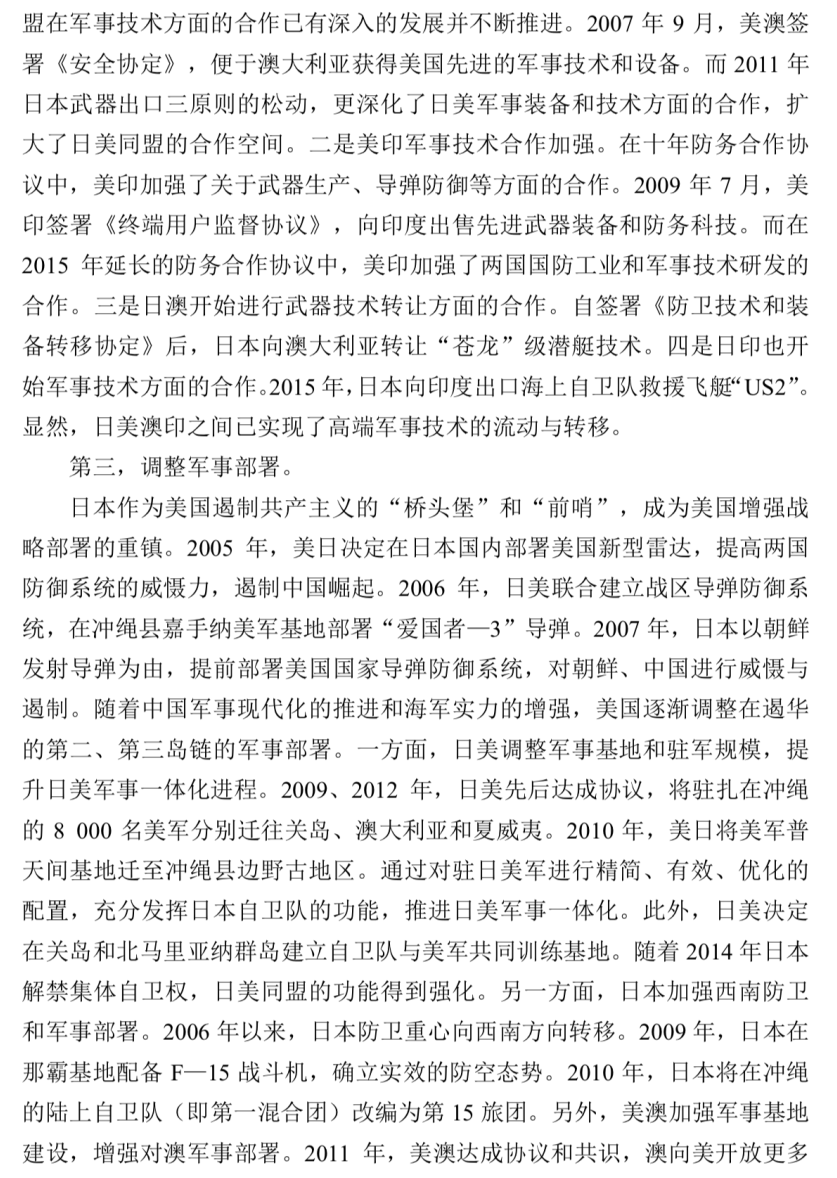 盟在军事技术方面的合作已有深入的发展并不断推进。2007 年 9 月，美澳签
署《安全协定》，便于澳大利亚获得美国先进的军事技术和设备。而 2011 年
日本武器出口三原则的松动，更深化了日美军事装备和技术方面的合作，扩
大了日美同盟的合作空间。二是美印军事技术合作加强。在十年防务合作协
议中，美印加强了关于武器生产、导弹防御等方面的合作。2009 年 7 月，美
印签署《终端用户监督协议》，向印度出售先进武器装备和防务科技。而在
2015 年延长的防务合作协议中，美印加强了两国国防工业和军事技术研发的
合作。三是日澳开始进行武器技术转让方面的合作。自签署《防卫技术和装
备转移协定》后，日本向澳大利亚转让“苍龙”级潜艇技术。四是日印也开
始军事技术方面的合作。2015 年，日本向印度出口海上自卫队救援飞艇“US2”。
显然，日美澳印之间已实现了高端军事技术的流动与转移。
第三，调整军事部署。
日本作为美国遏制共产主义的“桥头堡”和“前哨”，成为美国增强战
略部署的重镇。2005 年，美日决定在日本国内部署美国新型雷达，提高两国
防御系统的威慑力，遏制中国崛起。2006 年，日美联合建立战区导弹防御系
统，在冲绳县嘉手纳美军基地部署“爱国者—3”导弹。2007 年，日本以朝鲜
发射导弹为由，提前部署美国国家导弹防御系统，对朝鲜、中国进行威慑与
遏制。随着中国军事现代化的推进和海军实力的增强，美国逐渐调整在遏华
的第二、第三岛链的军事部署。一方面，日美调整军事基地和驻军规模，提
升日美军事一体化进程。2009、2012 年，日美先后达成协议，将驻扎在冲绳
的 8 000 名美军分别迁往关岛、澳大利亚和夏威夷。2010 年，美日将美军普
天间基地迁至冲绳县边野古地区。通过对驻日美军进行精简、有效、优化的
配置，充分发挥日本自卫队的功能，推进日美军事一体化。此外，日美决定
在关岛和北马里亚纳群岛建立自卫队与美军共同训练基地。随着 2014 年日本
解禁集体自卫权，日美同盟的功能得到强化。另一方面，日本加强西南防卫
和军事部署。2006 年以来，日本防卫重心向西南方向转移。2009 年，日本在
那霸基地配备 F—15 战斗机，确立实效的防空态势。2010 年，日本将在冲绳
的陆上自卫队（即第一混合团）改编为第 15 旅团。另外，美澳加强军事基地
建设，增强对澳军事部署。2011 年，美澳达成协议和共识，澳向美开放更多